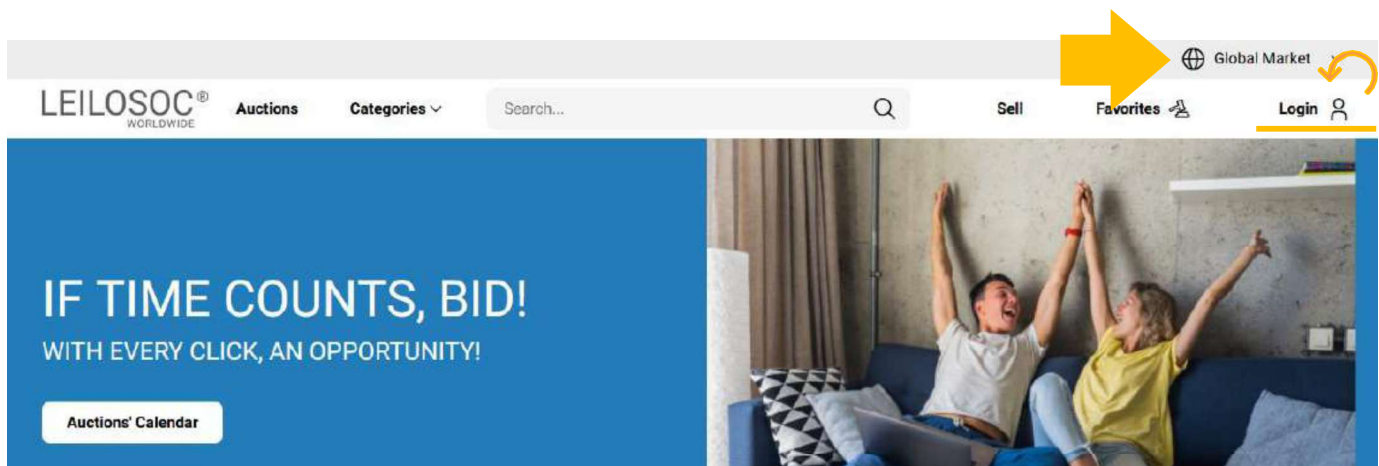 Global Market
LEILOSOC®
WORLDWIDE
Auctions
Categories
Search...
Sell
Favorites
Login
IF TIME COUNTS, BID!
WITH EVERY CLICK, AN OPPORTUNITY!
Auctions' Calendar